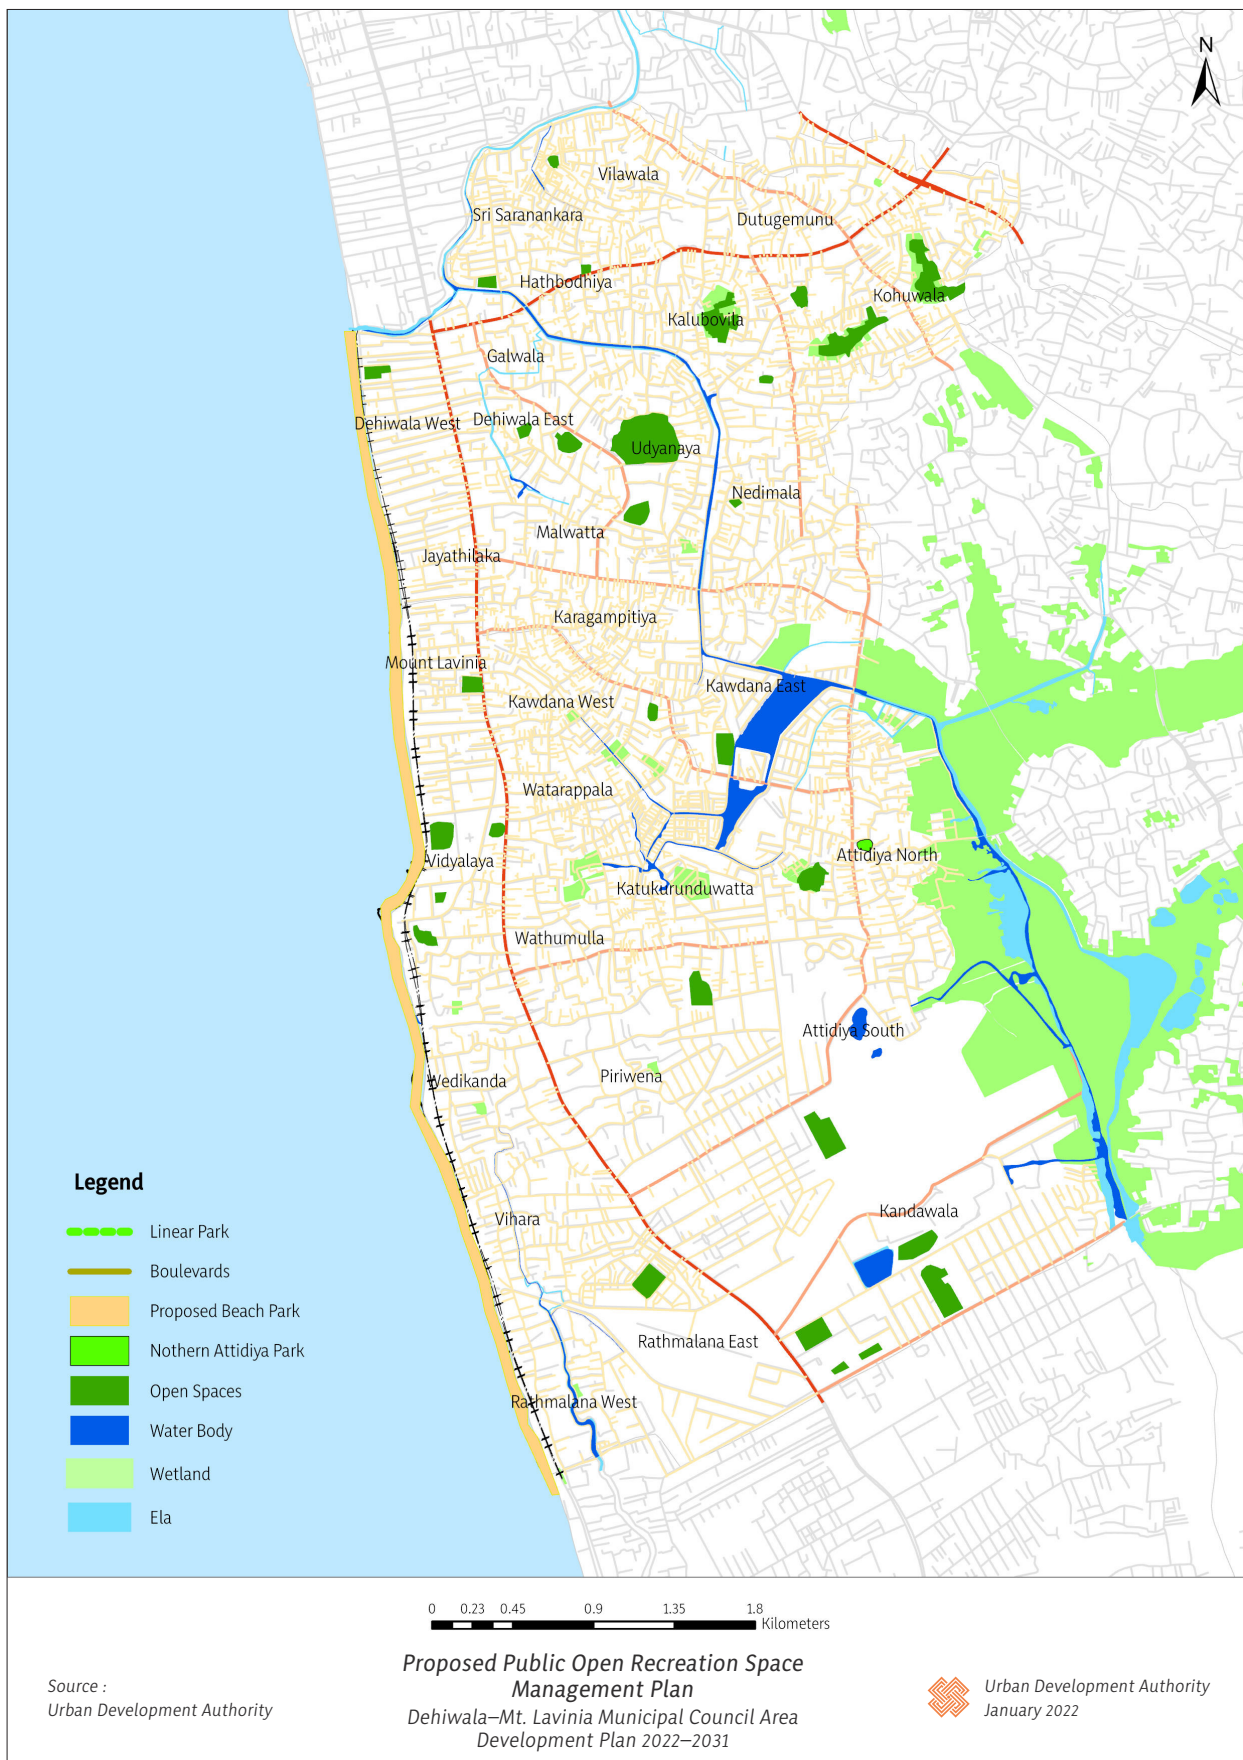 N
Vilawala
Sri Saranankara
Dutugemunu
Hathbodhiya
Kohuwala
Kalubovila
Galwala
Dehiwala West
Dehiwala East
Udyanaya
Nedimala
Malwatta
Jayathilaka
Karagampitiya
Mount Lavinia
Kawdana East
Kawdana West
Watarappala
Vidyalaya
Attidiya North
Katukurunduwatta
Wathumulla
Attidiya South
Wedikanda
Piriwena
Vihara
Kandawala
Rathmalana East
Rathmalana West
Legend
Linear Park
Boulevards
Proposed Beach Park
Nothern Attidiya Park
Open Spaces
Water Body
Wetland
Ela
0 0.23 0.45 0.9 1.35 1.8
Kilometers
Proposed Public Open Recreation Space
Management Plan
Dehiwala–Mt. Lavinia Municipal Council Area
Development Plan 2022–2031
Source :
Urban Development Authority
Urban Development Authority
January 2022